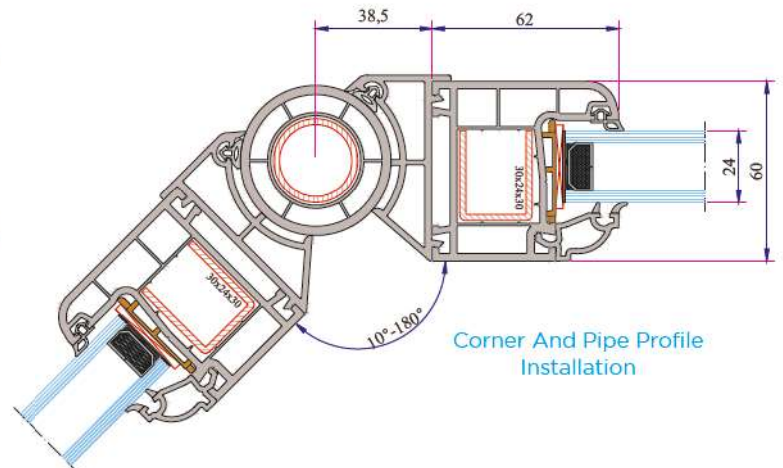 38,5
62
30x24x30
24
60
30x24x30
10°-180°
Corner And Pipe Profile
Installation